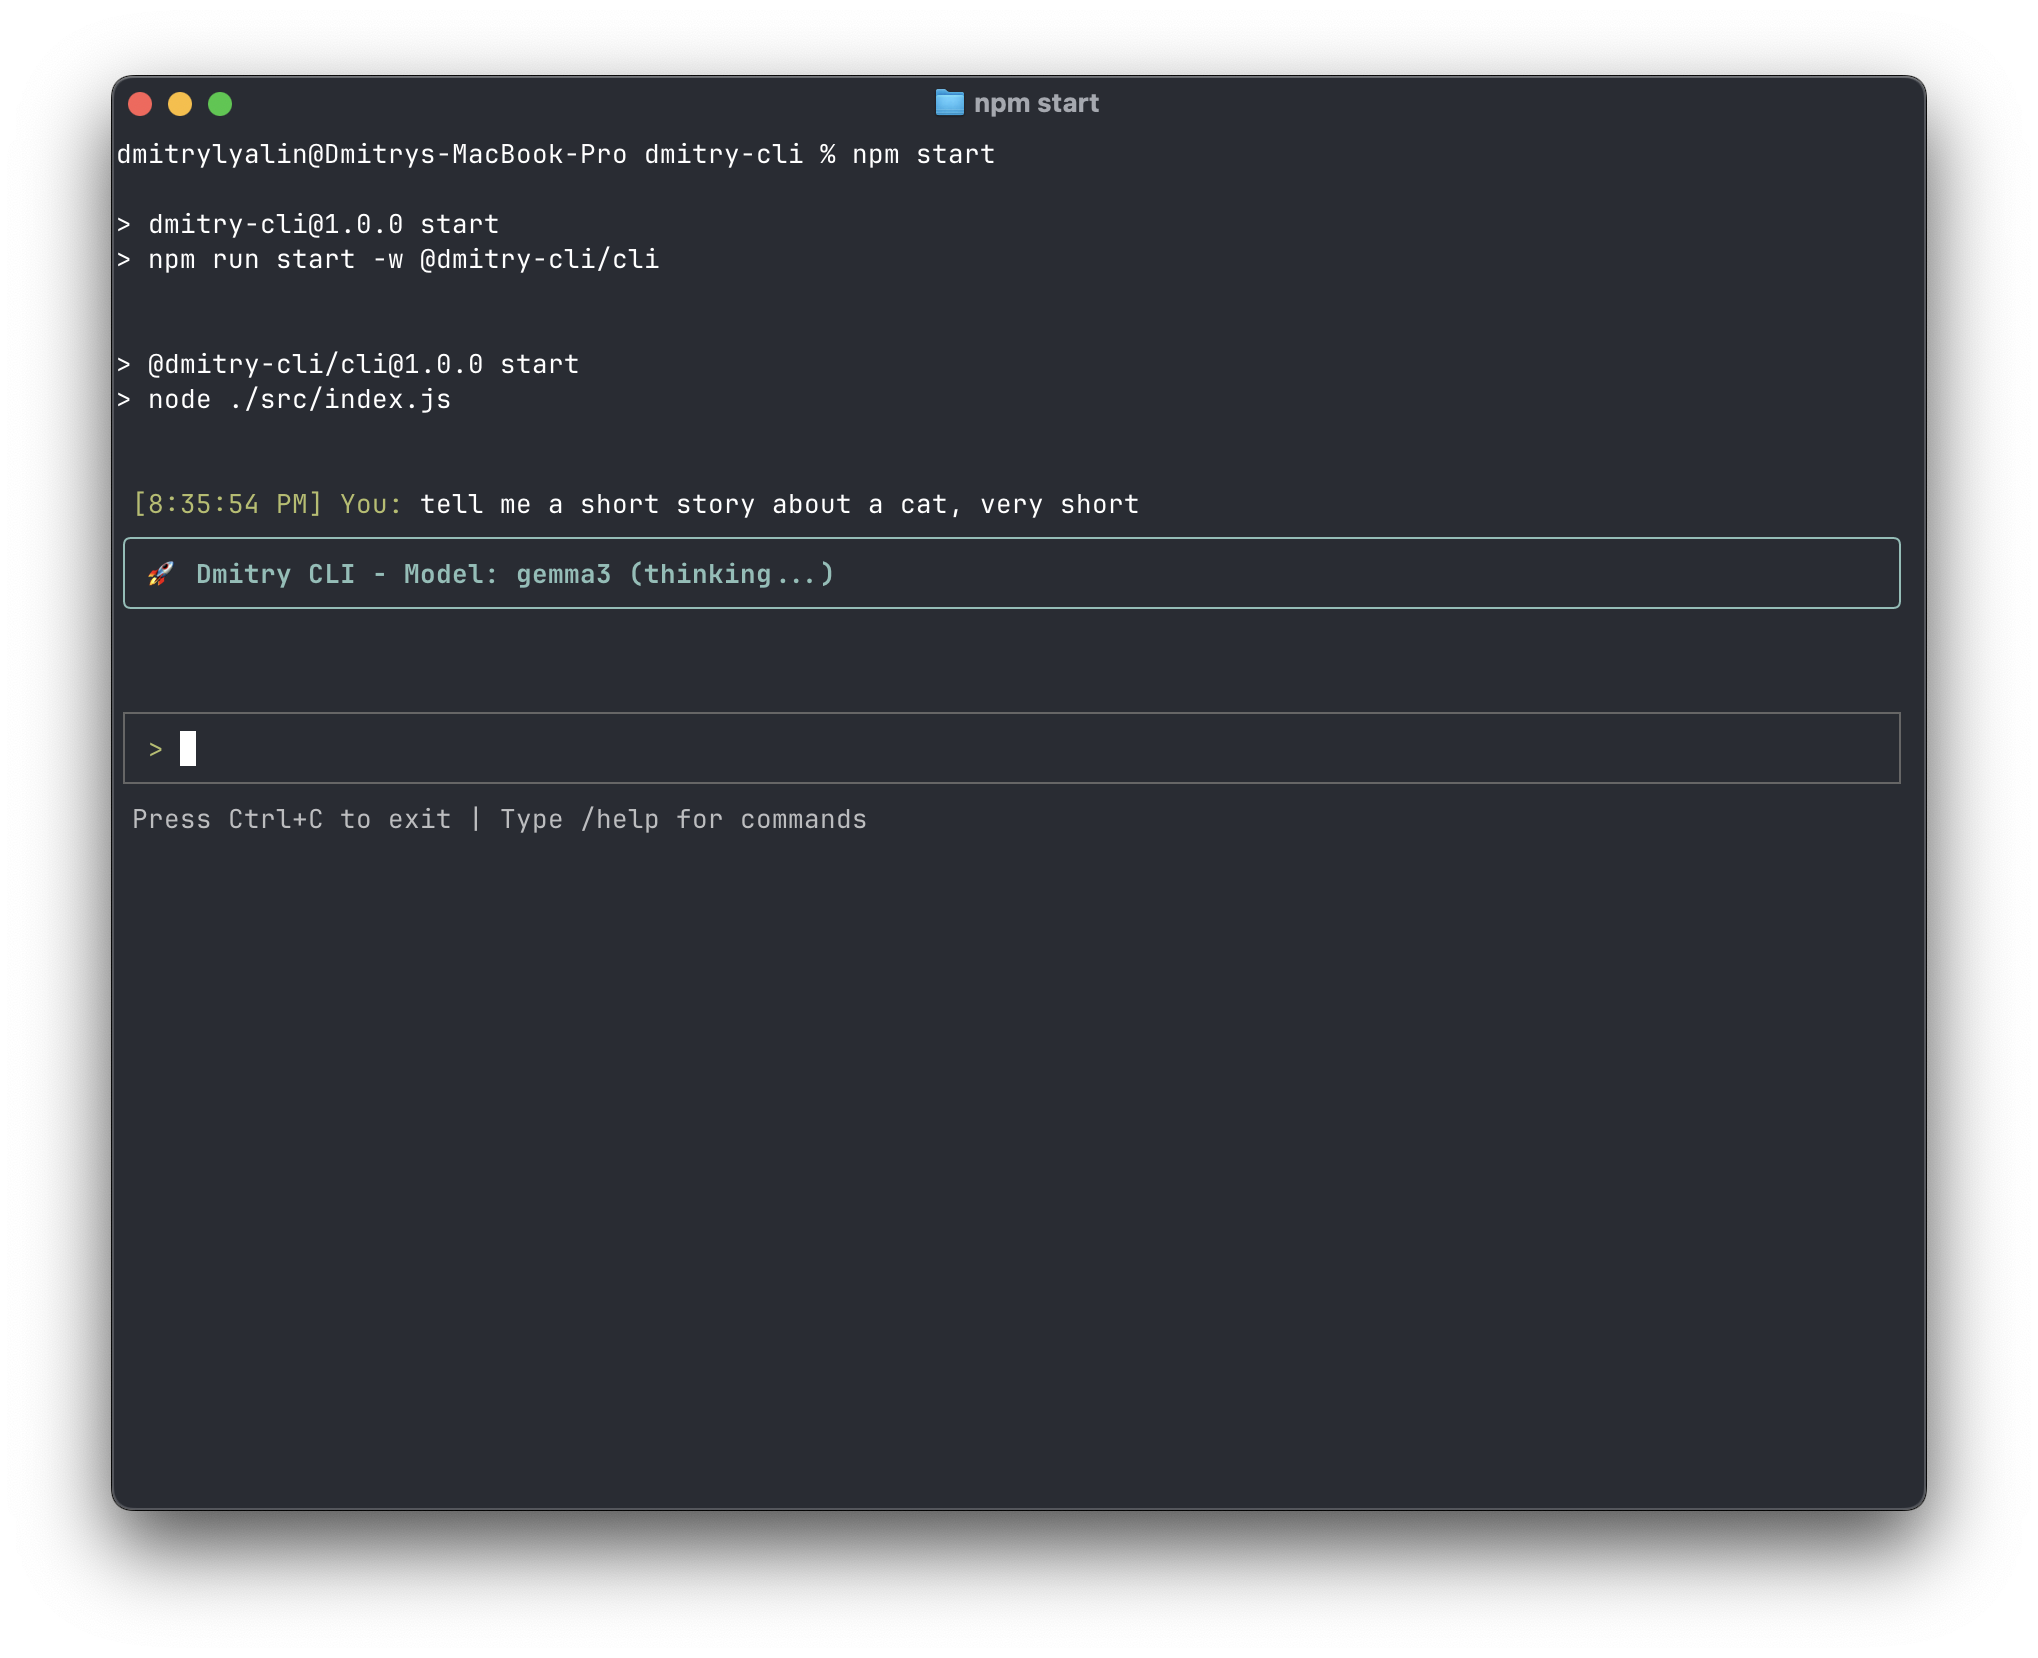 npm start
dmitrylyalin@Dmitrys-MacBook-Pro dmitry-cli % npm start
> dmitry-cli@1.0.0 start
> npm run start -w @dmitry-cli/cli
> @dmitry-cli/cli@1.0.0 start
> node ./src/index.js
[8:35:54 PM] You: tell me a short story about a cat, very short
🚀 Dmitry CLI - Model: gemma3 (thinking...)
>
Press Ctrl+C to exit | Type /help for commands